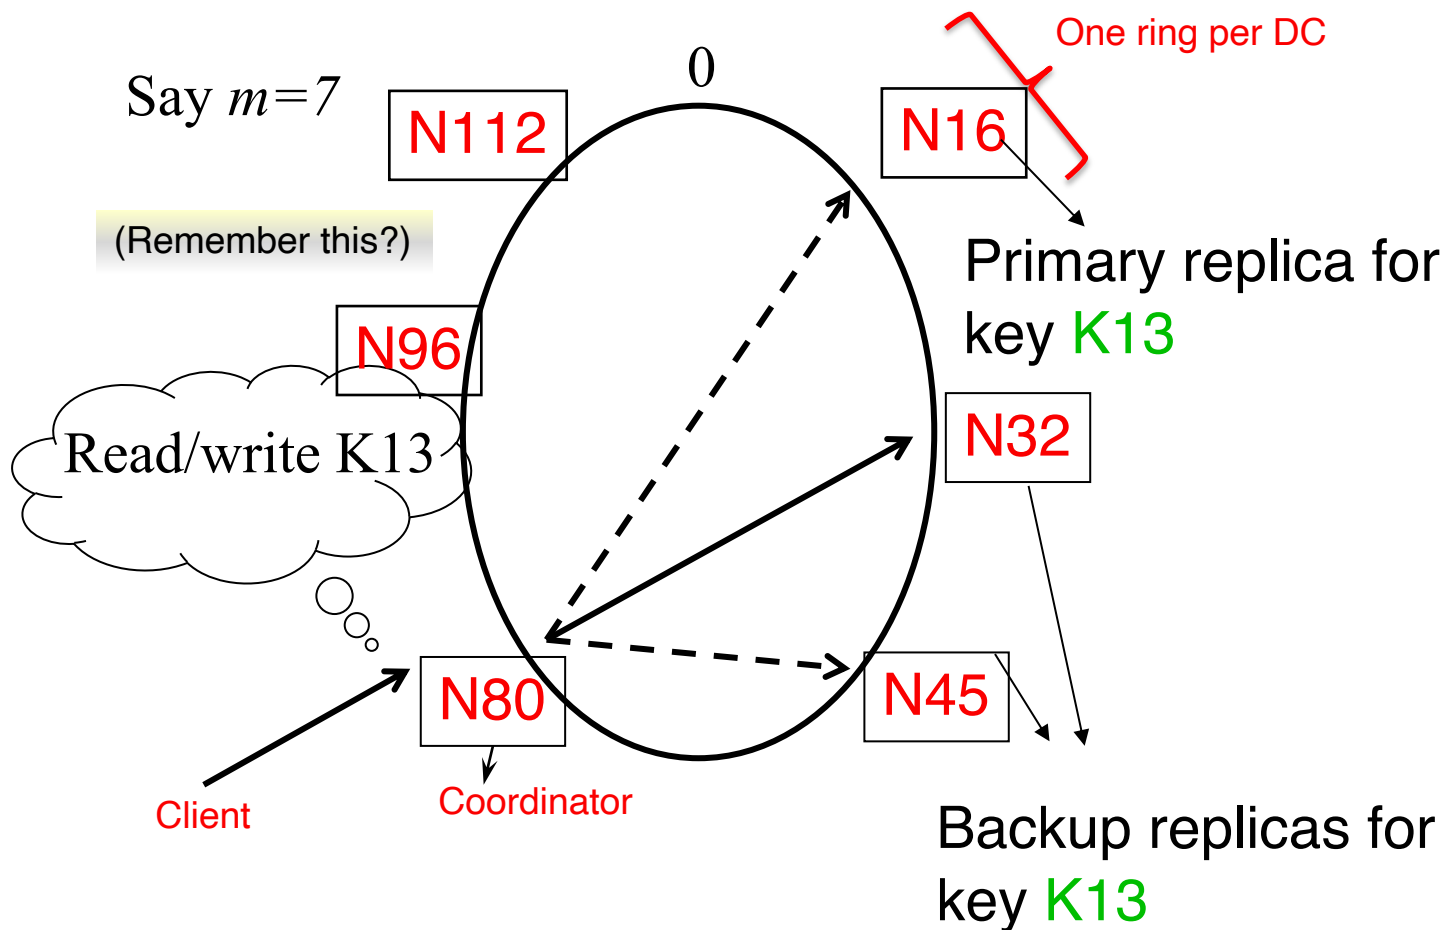 One ring per DC
Say m=7
0
N112
N16
(Remember this?)
Primary replica for
key K13
N96
Read/write K13
N32
N80
N45
Client
Coordinator
Backup replicas for
key K13